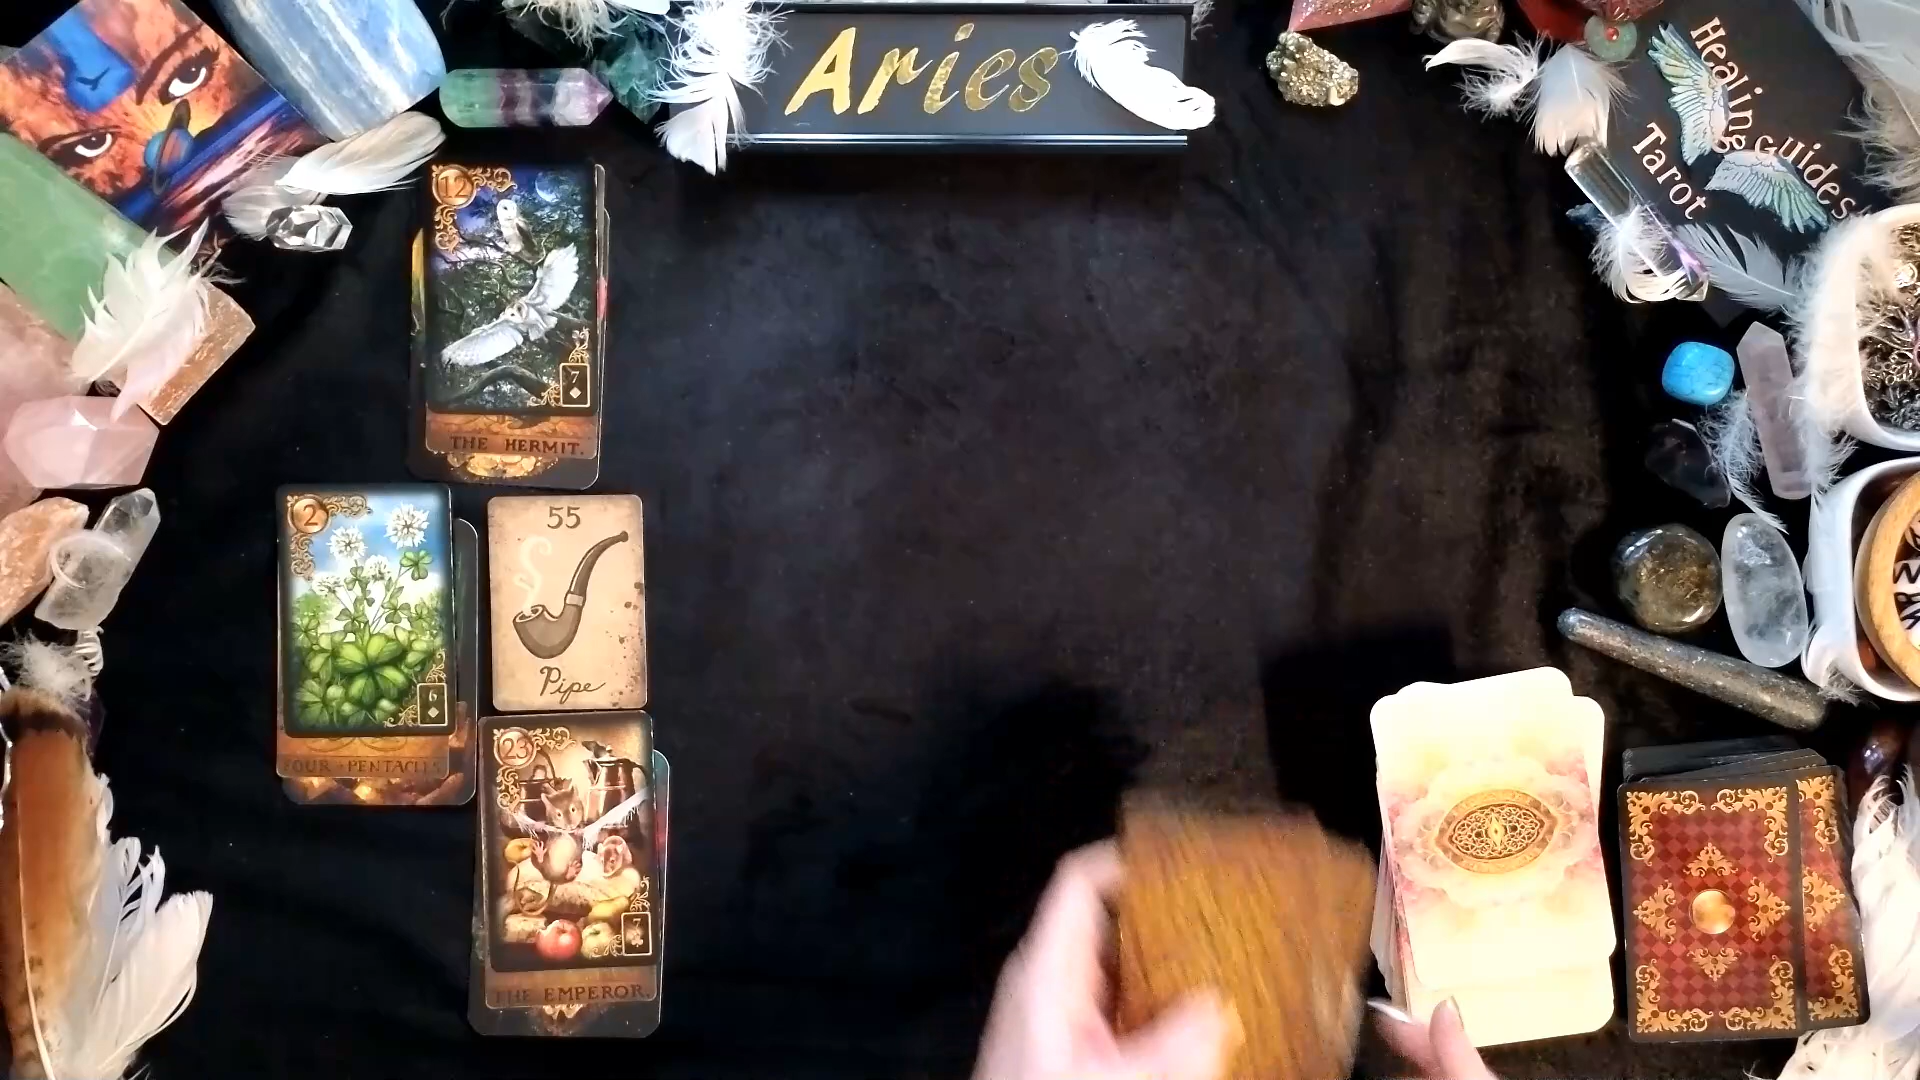 Aries
Healing
Guides
Tarot
12
7
THE HERMIT.
2
6
FOUR PENTACLES
55
Pipe
23
7
THE EMPEROR.